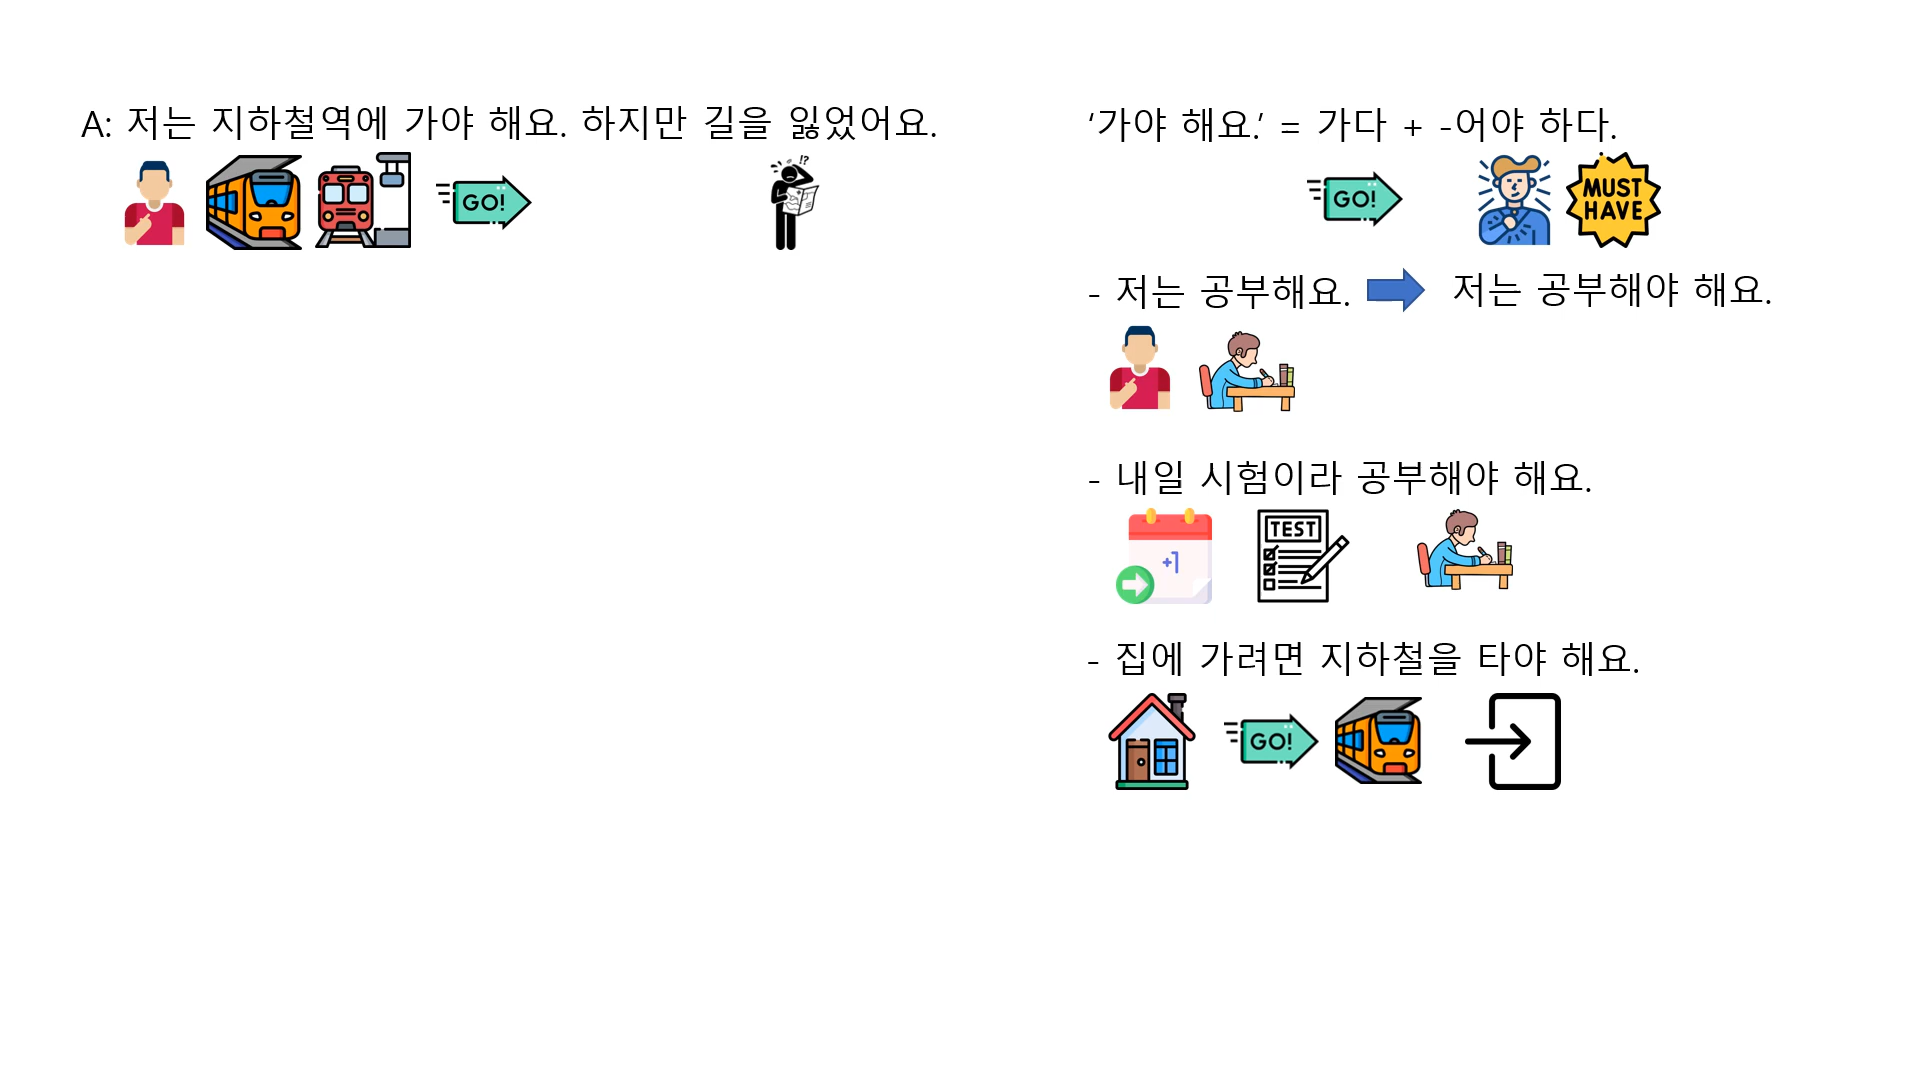 A: 저는 지하철역에 가야 해요. 하지만 길을 잃었어요.
!?
GO!
‘가야 해요.’ = 가다 + -어야 하다.
GO!
MUST
HAVE
- 저는 공부해요.
저는 공부해야 해요.
- 내일 시험이라 공부해야 해요.
+1
TEST
- 집에 가려면 지하철을 타야 해요.
GO!